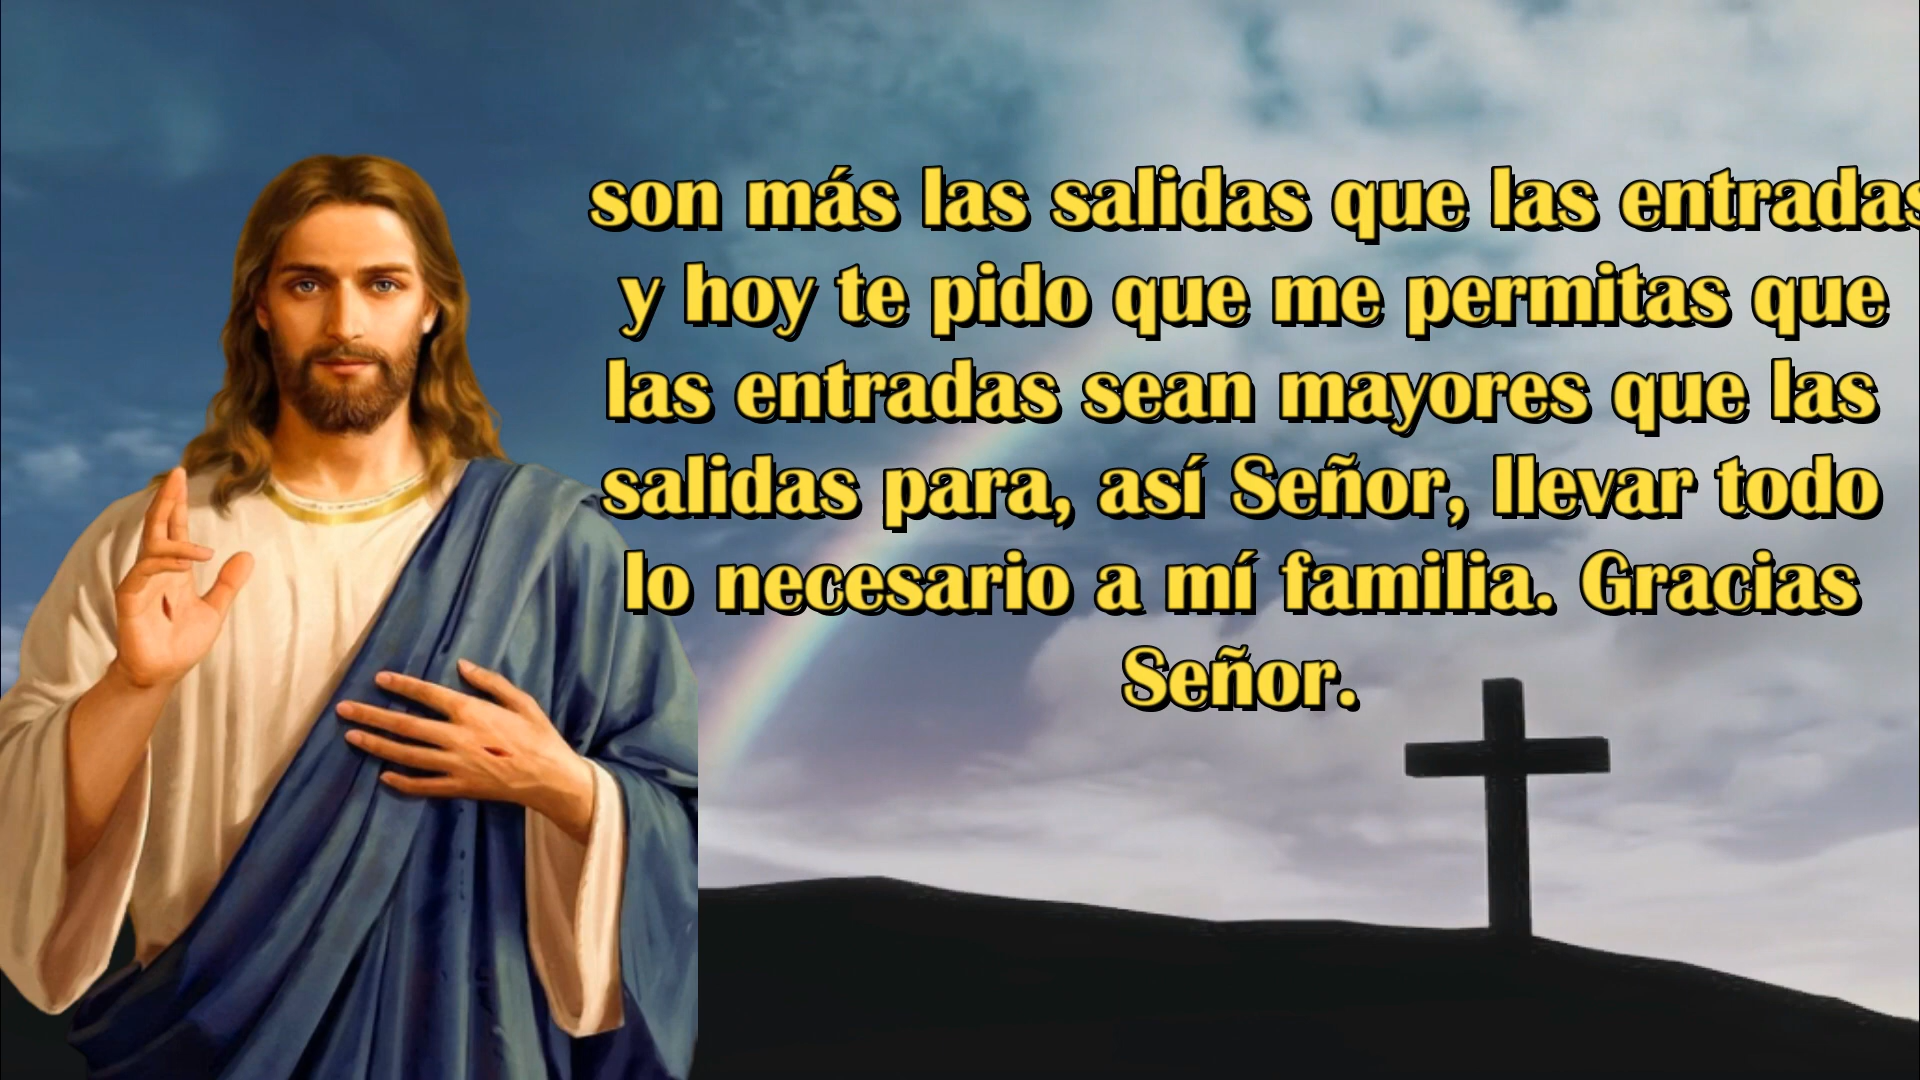 son más las salidas que las entradas
y hoy te pido que me permitas que
las entradas sean mayores que las
salidas para, así Señor, llevar todo
lo necesario a mí familia. Gracias
Señor.